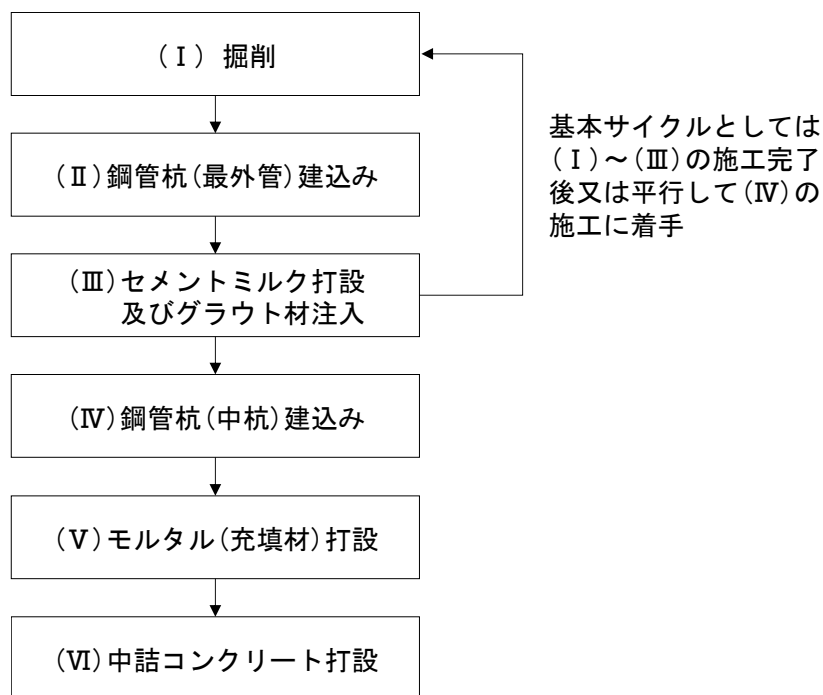 (Ⅰ) 掘削
(Ⅱ)鋼管杭(最外管)建込み
(Ⅲ)セメントミルク打設
及びグラウト材注入
基本サイクルとしては
(Ⅰ)～(Ⅲ)の施工完了
後又は平行して(Ⅳ)の
施工に着手
(Ⅳ)鋼管杭(中杭)建込み
(Ⅴ)モルタル(充填材)打設
(Ⅵ)中詰コンクリート打設